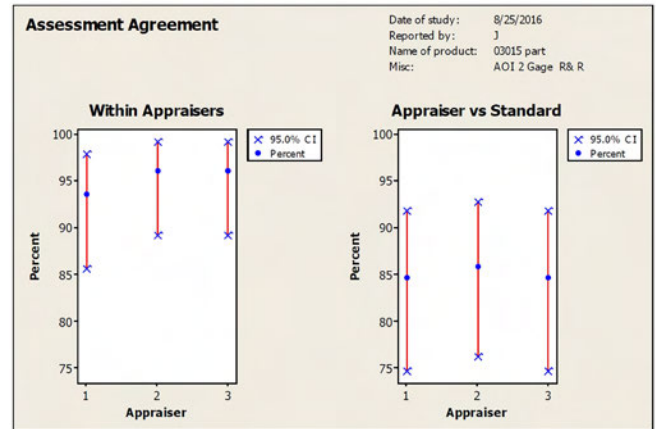 Assessment Agreement
Date of study: 8/25/2016
Reported by: J
Name of product: 03015 part
Misc: AOI 2 Gage R& R
Within Appraisers
100
95
90
85
80
75
Percent
1 2 3
Appraiser
95.0% CI
Percent
Appraiser vs Standard
100
95
90
85
80
75
Percent
1 2 3
Appraiser
95.0% CI
Percent